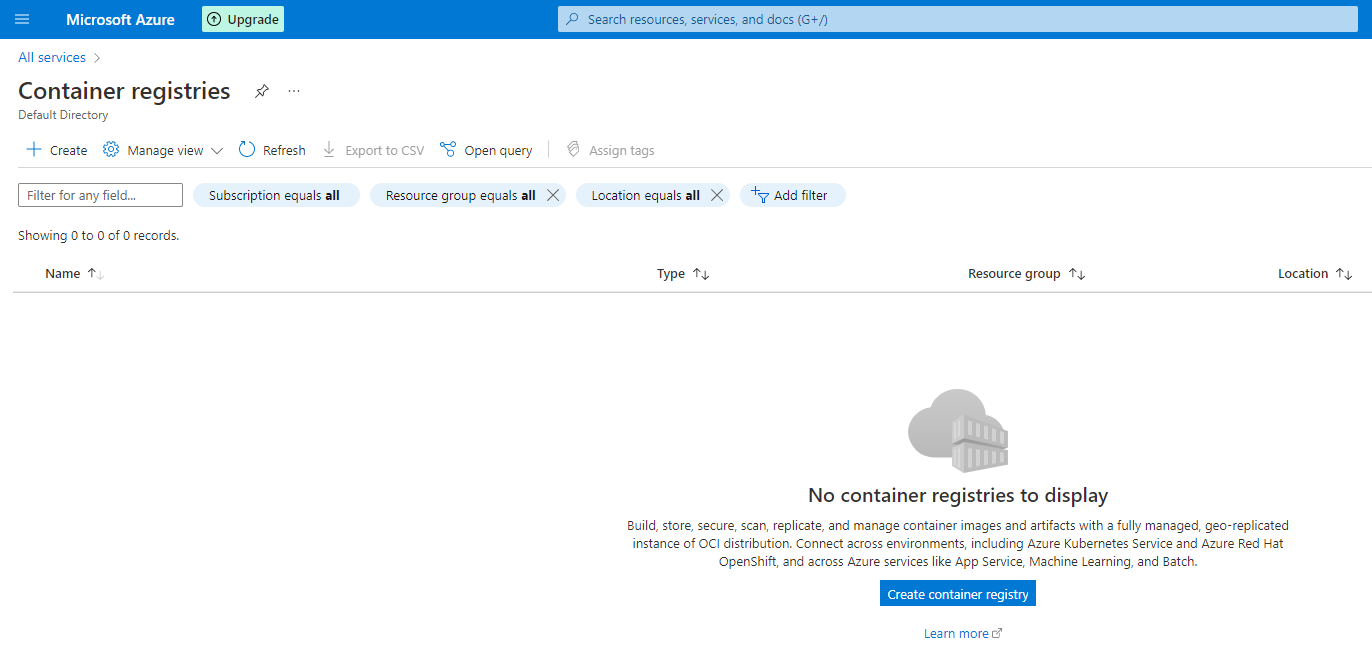 Microsoft Azure Upgrade Search resources, services, and docs (G+/)
All services
Container registries ...
Default Directory
Create Manage view Refresh Export to CSV Open query Assign tags
Filter for any field... Subscription equals all Resource group equals all Location equals all Add filter
Showing 0 to 0 of 0 records.
Name Type Resource group Location
No container registries to display
Build, store, secure, scan, replicate, and manage container images and artifacts with a fully managed, geo-replicated
instance of OCI distribution. Connect across environments, including Azure Kubernetes Service and Azure Red Hat
OpenShift, and across Azure services like App Service, Machine Learning, and Batch.
Create container registry
Learn more